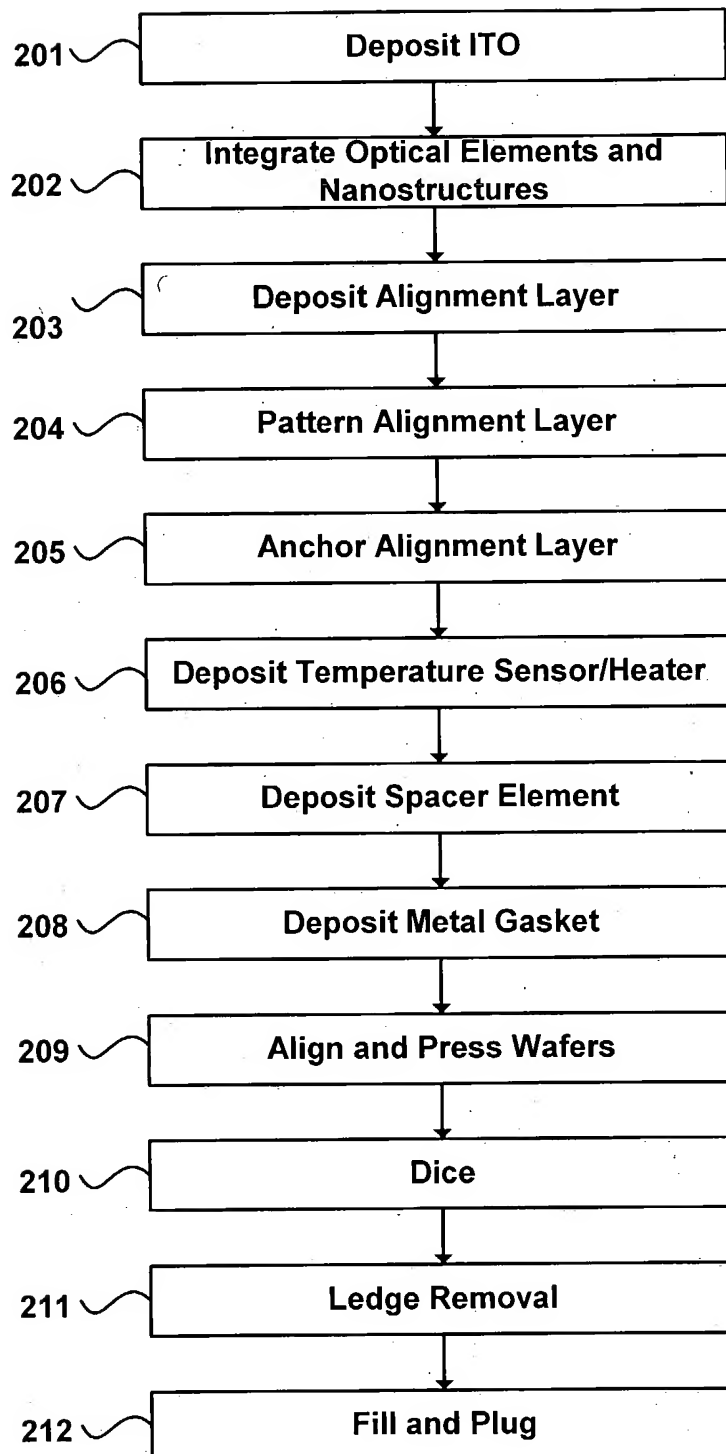 201 Deposit ITO
202 Integrate Optical Elements and
Nanostructures
203 Deposit Alignment Layer
204 Pattern Alignment Layer
205 Anchor Alignment Layer
206 Deposit Temperature Sensor/Heater
207 Deposit Spacer Element
208 Deposit Metal Gasket
209 Align and Press Wafers
210 Dice
211 Ledge Removal
212 Fill and Plug